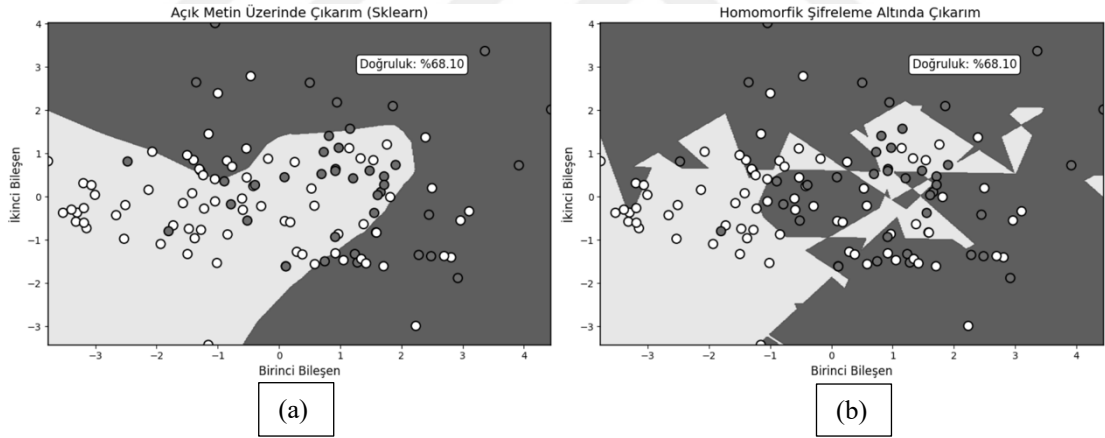 Açık Metin Üzerinde Çıkarım (Sklearn)
Doğruluk: %68.10
İkinci Bileşen
4
3
2
1
0
−1
−2
−3
−3 −2 −1 0 1 2 3 4
Birinci Bileşen
(a)
Homomorfik Şifreleme Altında Çıkarım
Doğruluk: %68.10
İkinci Bileşen
4
3
2
1
0
−1
−2
−3
−3 −2 −1 0 1 2 3 4
Birinci Bileşen
(b)